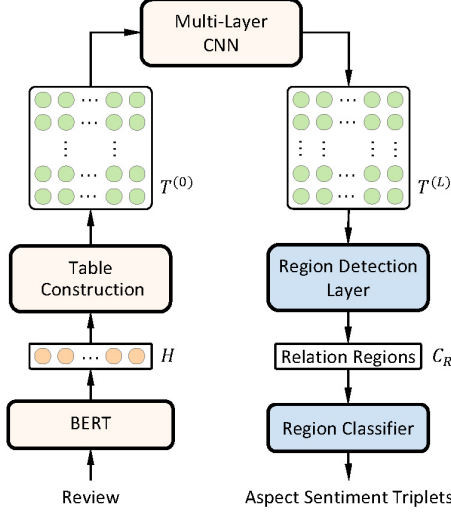 Multi-Layer
CNN
T^(0)
T^(L)
Table
Construction
Region Detection
Layer
H
Relation Regions
C_R
BERT
Region Classifier
Review
Aspect Sentiment Triplets